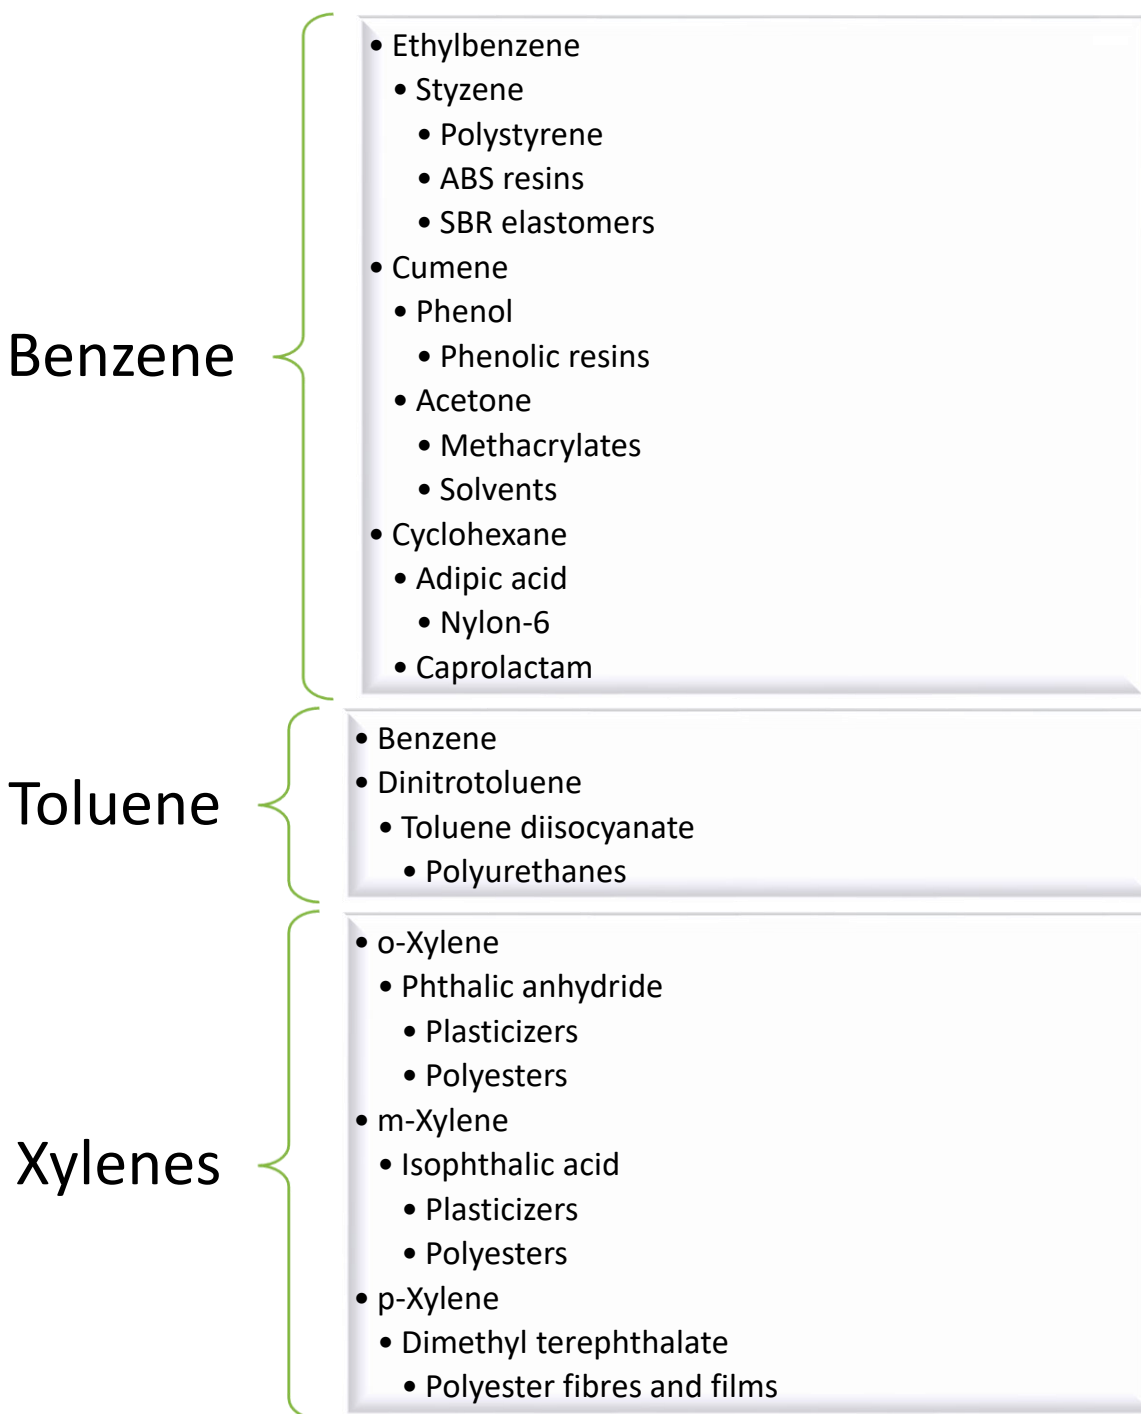 Benzene
• Ethylbenzene
• Styzene
• Polystyrene
• ABS resins
• SBR elastomers
• Cumene
• Phenol
• Phenolic resins
• Acetone
• Methacrylates
• Solvents
• Cyclohexane
• Adipic acid
• Nylon-6
• Caprolactam
Toluene
• Benzene
• Dinitrotoluene
• Toluene diisocyanate
• Polyurethanes
Xylenes
• o-Xylene
• Phthalic anhydride
• Plasticizers
• Polyesters
• m-Xylene
• Isophthalic acid
• Plasticizers
• Polyesters
• p-Xylene
• Dimethyl terephthalate
• Polyester fibres and films